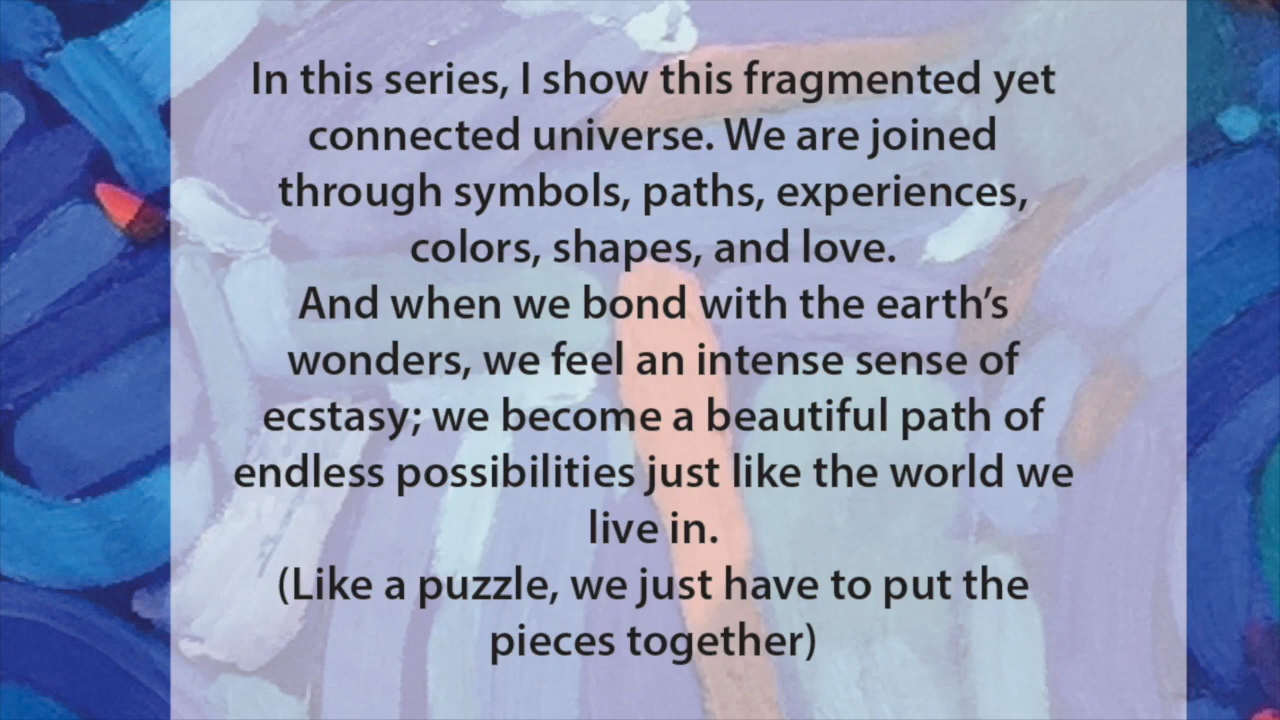 In this series, I show this fragmented yet
connected universe. We are joined
through symbols, paths, experiences,
colors, shapes, and love.
And when we bond with the earth’s
wonders, we feel an intense sense of
ecstasy; we become a beautiful path of
endless possibilities just like the world we
live in.
(Like a puzzle, we just have to put the
pieces together)